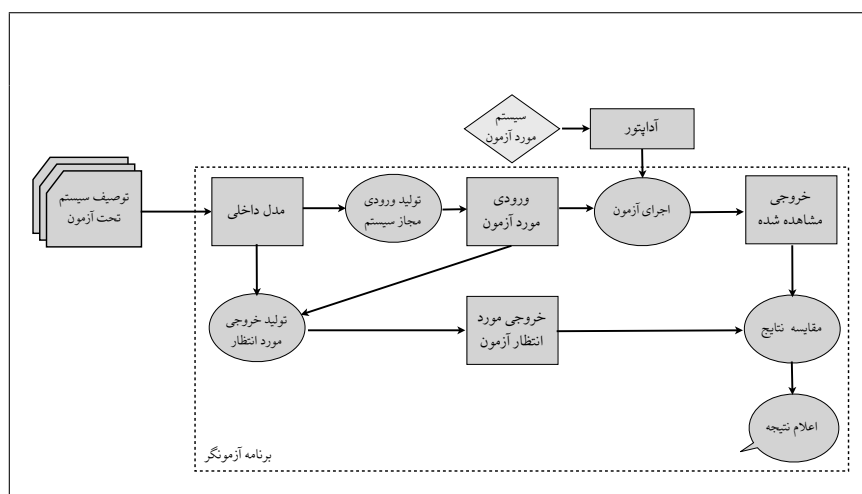 سیستم
مورد آزمون
آداپتور
توصیف سیستم
تحت آزمون
مدل داخلی
تولید ورودی
مجاز سیستم
ورودی
مورد آزمون
اجرای آزمون
خروجی
مشاهده شده
تولید خروجی
مورد انتظار
خروجی مورد
انتظار آزمون
مقایسه نتایج
اعلام نتیجه
برنامه آزمونگر